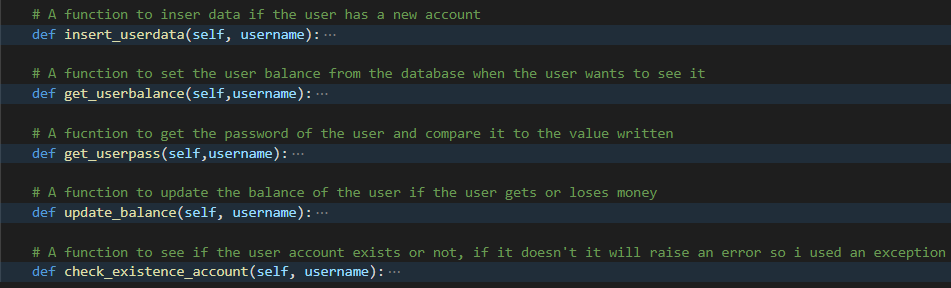 # A function to inser data if the user has a new account
def insert_userdata(self, username):···
# A function to set the user balance from the database when the user wants to see it
def get_userbalance(self,username):···
# A fucntion to get the password of the user and compare it to the value written
def get_userpass(self,username):···
# A function to update the balance of the user if the user gets or loses money
def update_balance(self, username):···
# A function to see if the user account exists or not, if it doesn't it will raise an error so i used an exception
def check_existence_account(self, username):···